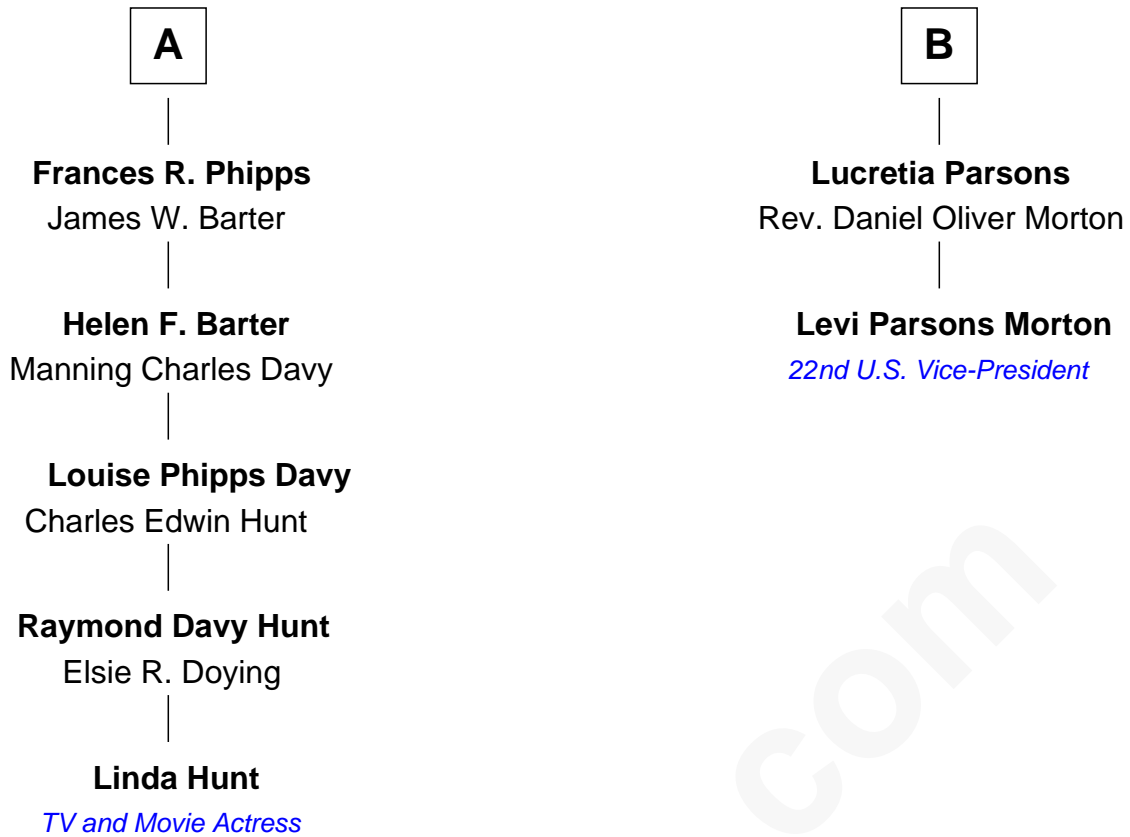 A
Frances R. Phipps
James W. Barter
Helen F. Barter
Manning Charles Davy
Louise Phipps Davy
Charles Edwin Hunt
Raymond Davy Hunt
Elsie R. Doying
Linda Hunt
TV and Movie Actress
B
Lucretia Parsons
Rev. Daniel Oliver Morton
Levi Parsons Morton
22nd U.S. Vice-President
com